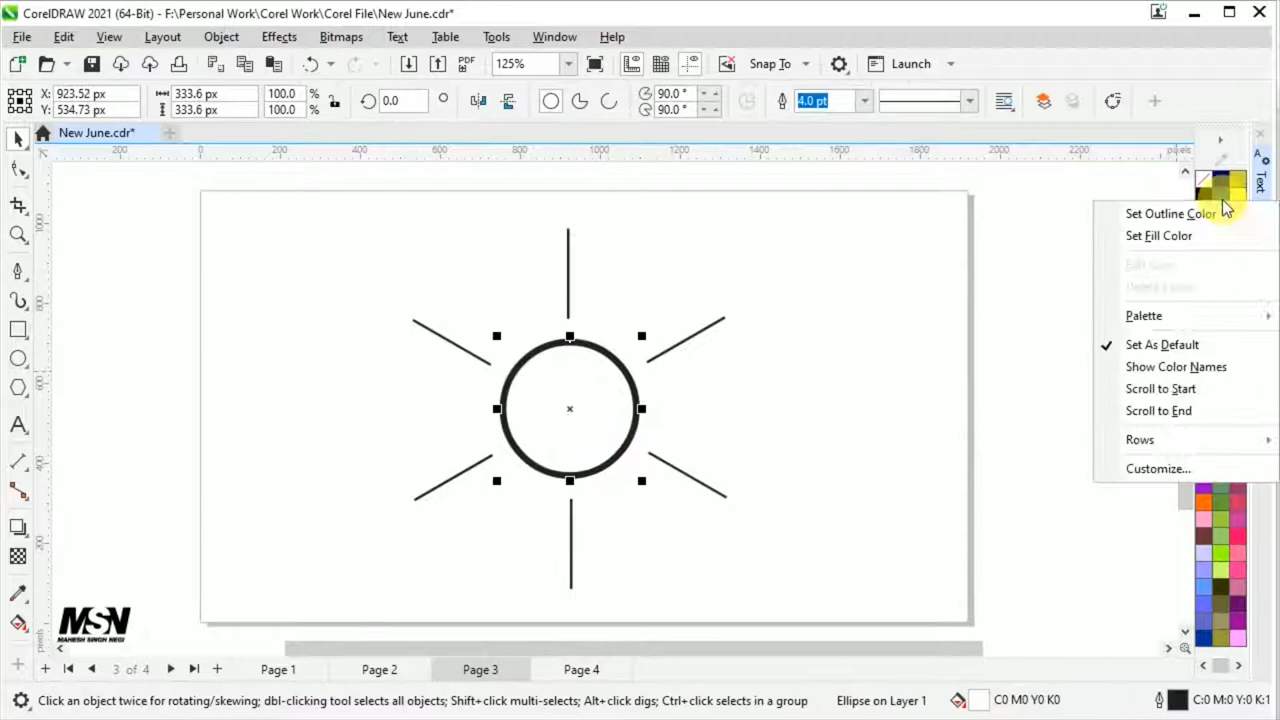 CorelDRAW 2021 (64-Bit) - F:\Personal Work\Corel Work\Corel File\New June.cdr*
File Edit View Layout Object Effects Bitmaps Text Table Tools Window Help
PDF 125% Snap To Launch
X: 923.52 px 333.6 px 100.0 % 0.0 90.0 ° 4.0 pt
Y: 534.73 px 333.6 px 100.0 % 90.0 °
New June.cdr*
200 0 200 400 600 800 1000 1200 1400 1600 1800 2000 2200 pixels
Text
Set Outline Color
Set Fill Color
Palette
Set As Default
Show Color Names
Scroll to Start
Scroll to End
Rows
Customize...
400
pixels
MSN
MAHESH SINGH NEGI
3 of 4 Page 1 Page 2 Page 3 Page 4
Click an object twice for rotating/skewing; dbl-clicking tool selects all objects; Shift+click multi-selects; Alt+click digs; Ctrl+click selects in a group Ellipse on Layer 1 C0 M0 Y0 K0 C:0 M:0 Y:0 K:1